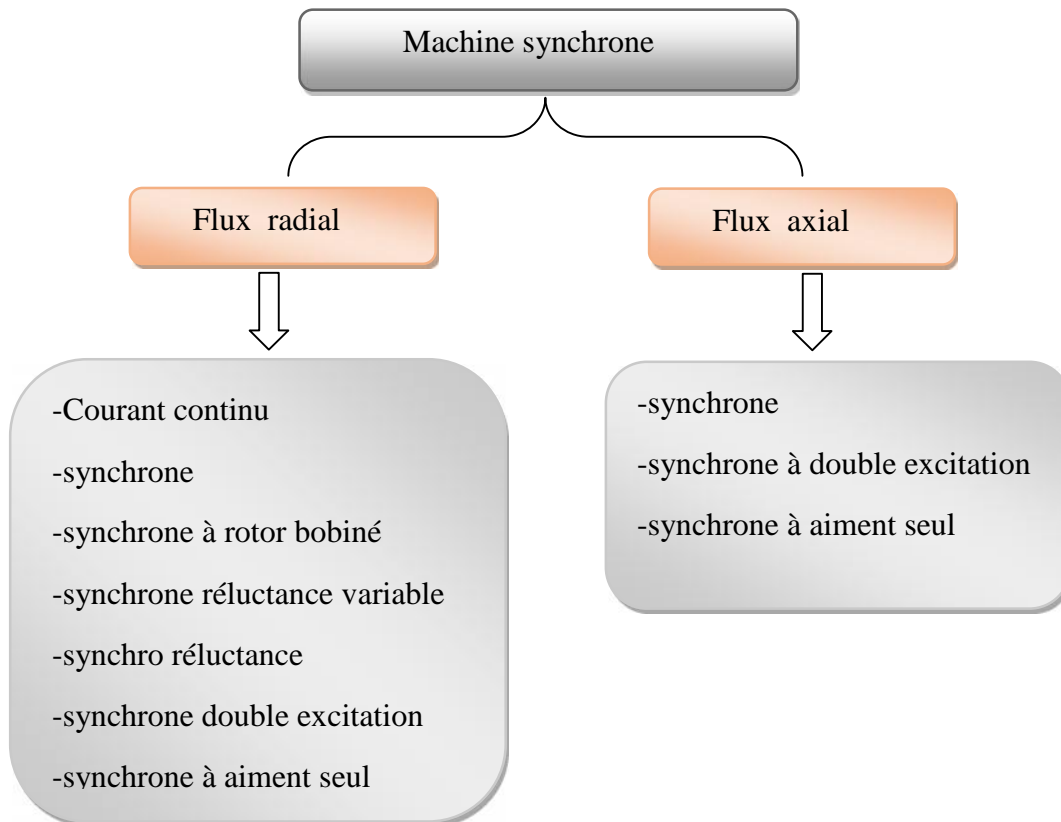 Machine synchrone
Flux radial
Flux axial
-Courant continu
-synchrone
-synchrone à rotor bobiné
-synchrone réluctance variable
-synchro réluctance
-synchrone double excitation
-synchrone à aiment seul
-synchrone
-synchrone à double excitation
-synchrone à aiment seul